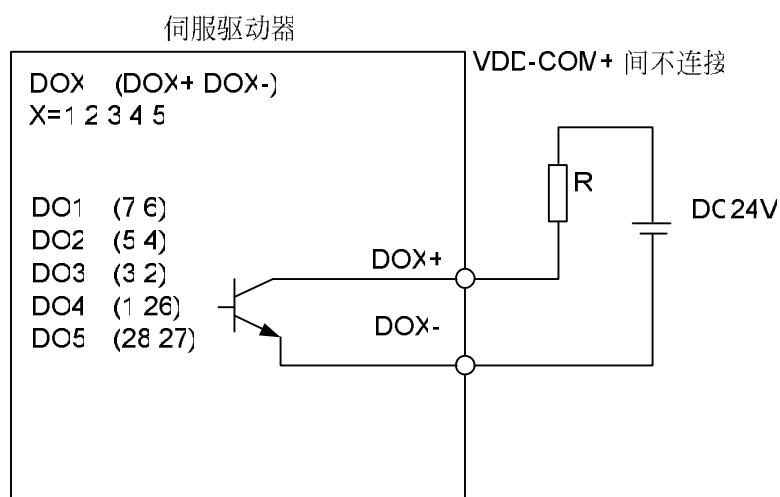 伺服驱动器
VDD-COM+ 间不连接
DOX (DOX+ DOX-)
X=1 2 3 4 5
R
DC24V
DO1 (7 6)
DO2 (5 4)
DO3 (3 2)
DO4 (1 26)
DO5 (28 27)
DOX+
DOX-